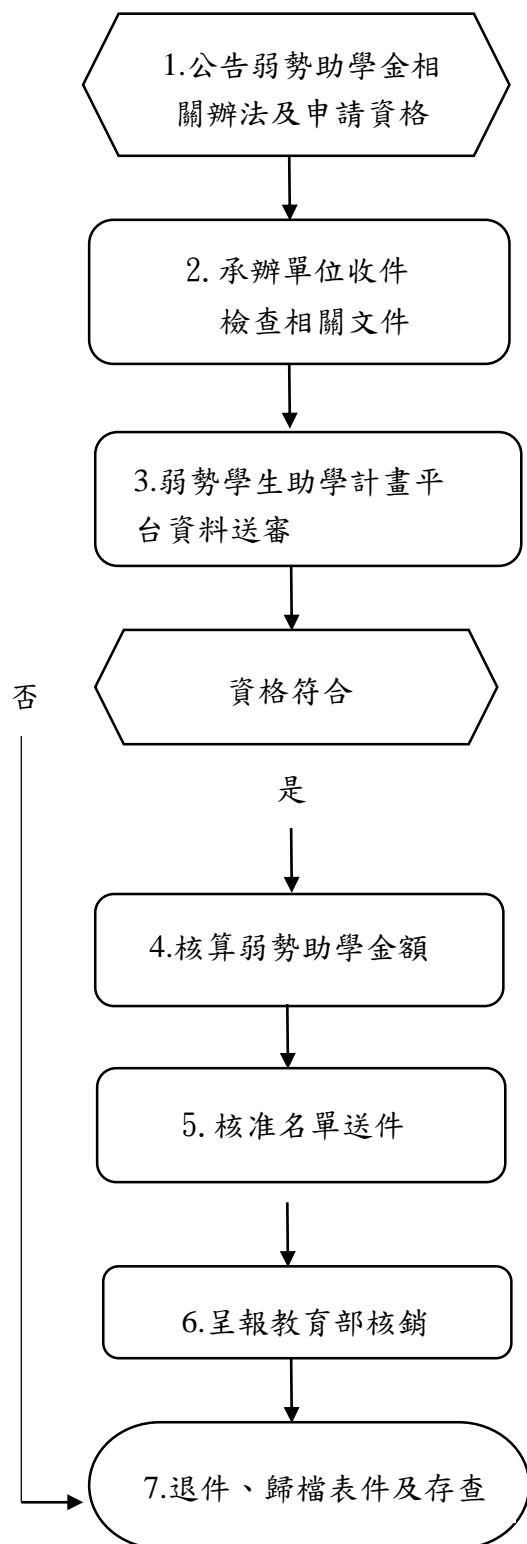 1.公告弱勢助學金相
關辦法及申請資格
2.承辦單位收件
檢查相關文件
3.弱勢學生助學計畫平
台資料送審
否
資格符合
是
4.核算弱勢助學金額
5.核准名單送件
6.呈報教育部核銷
7.退件、歸檔表件及存查